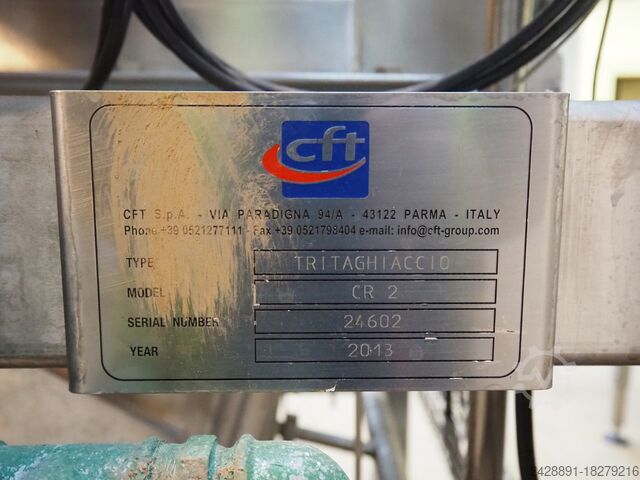 cft
CFT S.p.A. - VIA PARADIGNA 94/A - 43122 PARMA - ITALY
Phone +39 0521277111 - Fax +39 0521798404 e-mail: info@cft-group.com
TYPE TRITAGHIACCIO
MODEL CR 2
SERIAL NUMBER 24602
YEAR 2013
428891-18279216